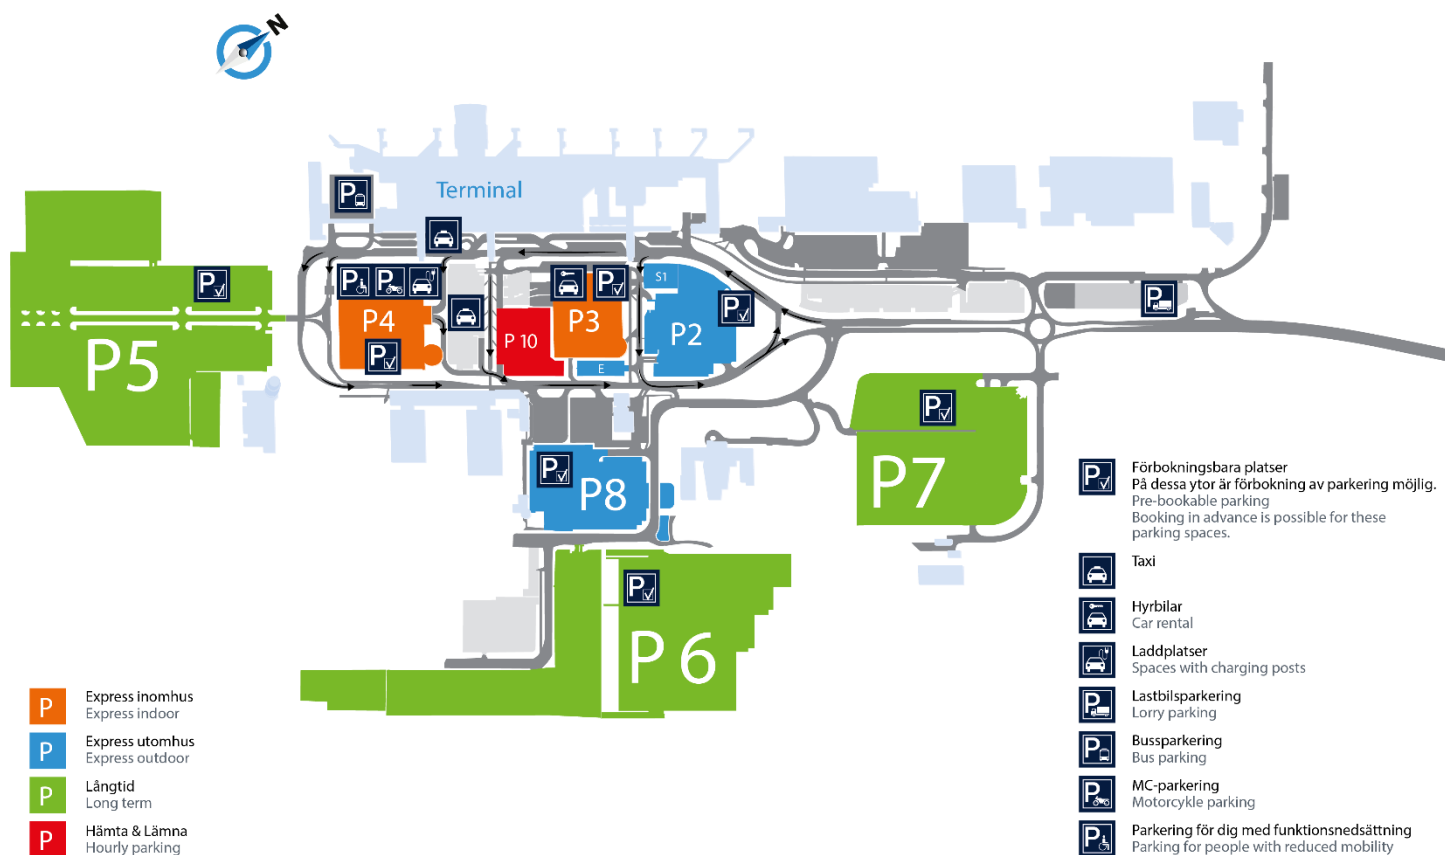 N
Terminal
P
P
P
P
P
P
S1
P4
P
P 10
P3
P2
P
P
E
P5
P
P
P8
P7
P
P 6
P
Förbokningsbara platser
På dessa ytor är förbokning av parkering möjlig.
Pre-bookable parking
Booking in advance is possible for these
parking spaces.
Taxi
Hyrbilar
Car rental
Laddplatser
Spaces with charging posts
P
Lastbilsparkering
Lorry parking
P
Bussparkering
Bus parking
P
MC-parkering
Motorcykle parking
P
Parkering för dig med funktionsnedsättning
Parking for people with reduced mobility
P
Express inomhus
Express indoor
P
Express utomhus
Express outdoor
P
Långtid
Long term
P
Hämta & Lämna
Hourly parking